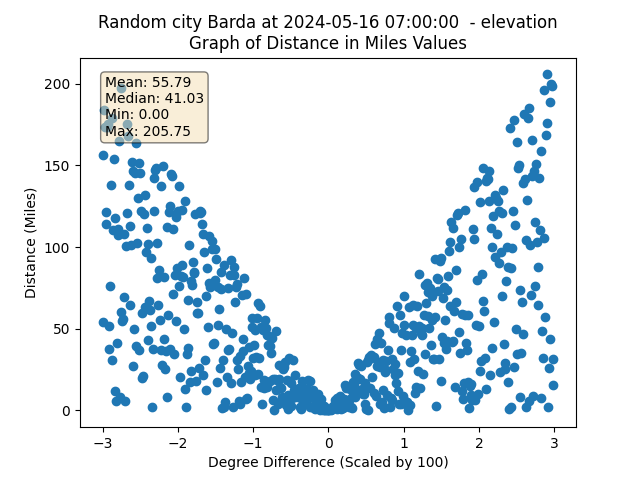 Random city Barda at 2024-05-16 07:00:00  - elevation
Graph of Distance in Miles Values
Mean: 55.79
Median: 41.03
Min: 0.00
Max: 205.75
200
150
100
50
0
Distance (Miles)
−3
−2
−1
0
1
2
3
Degree Difference (Scaled by 100)